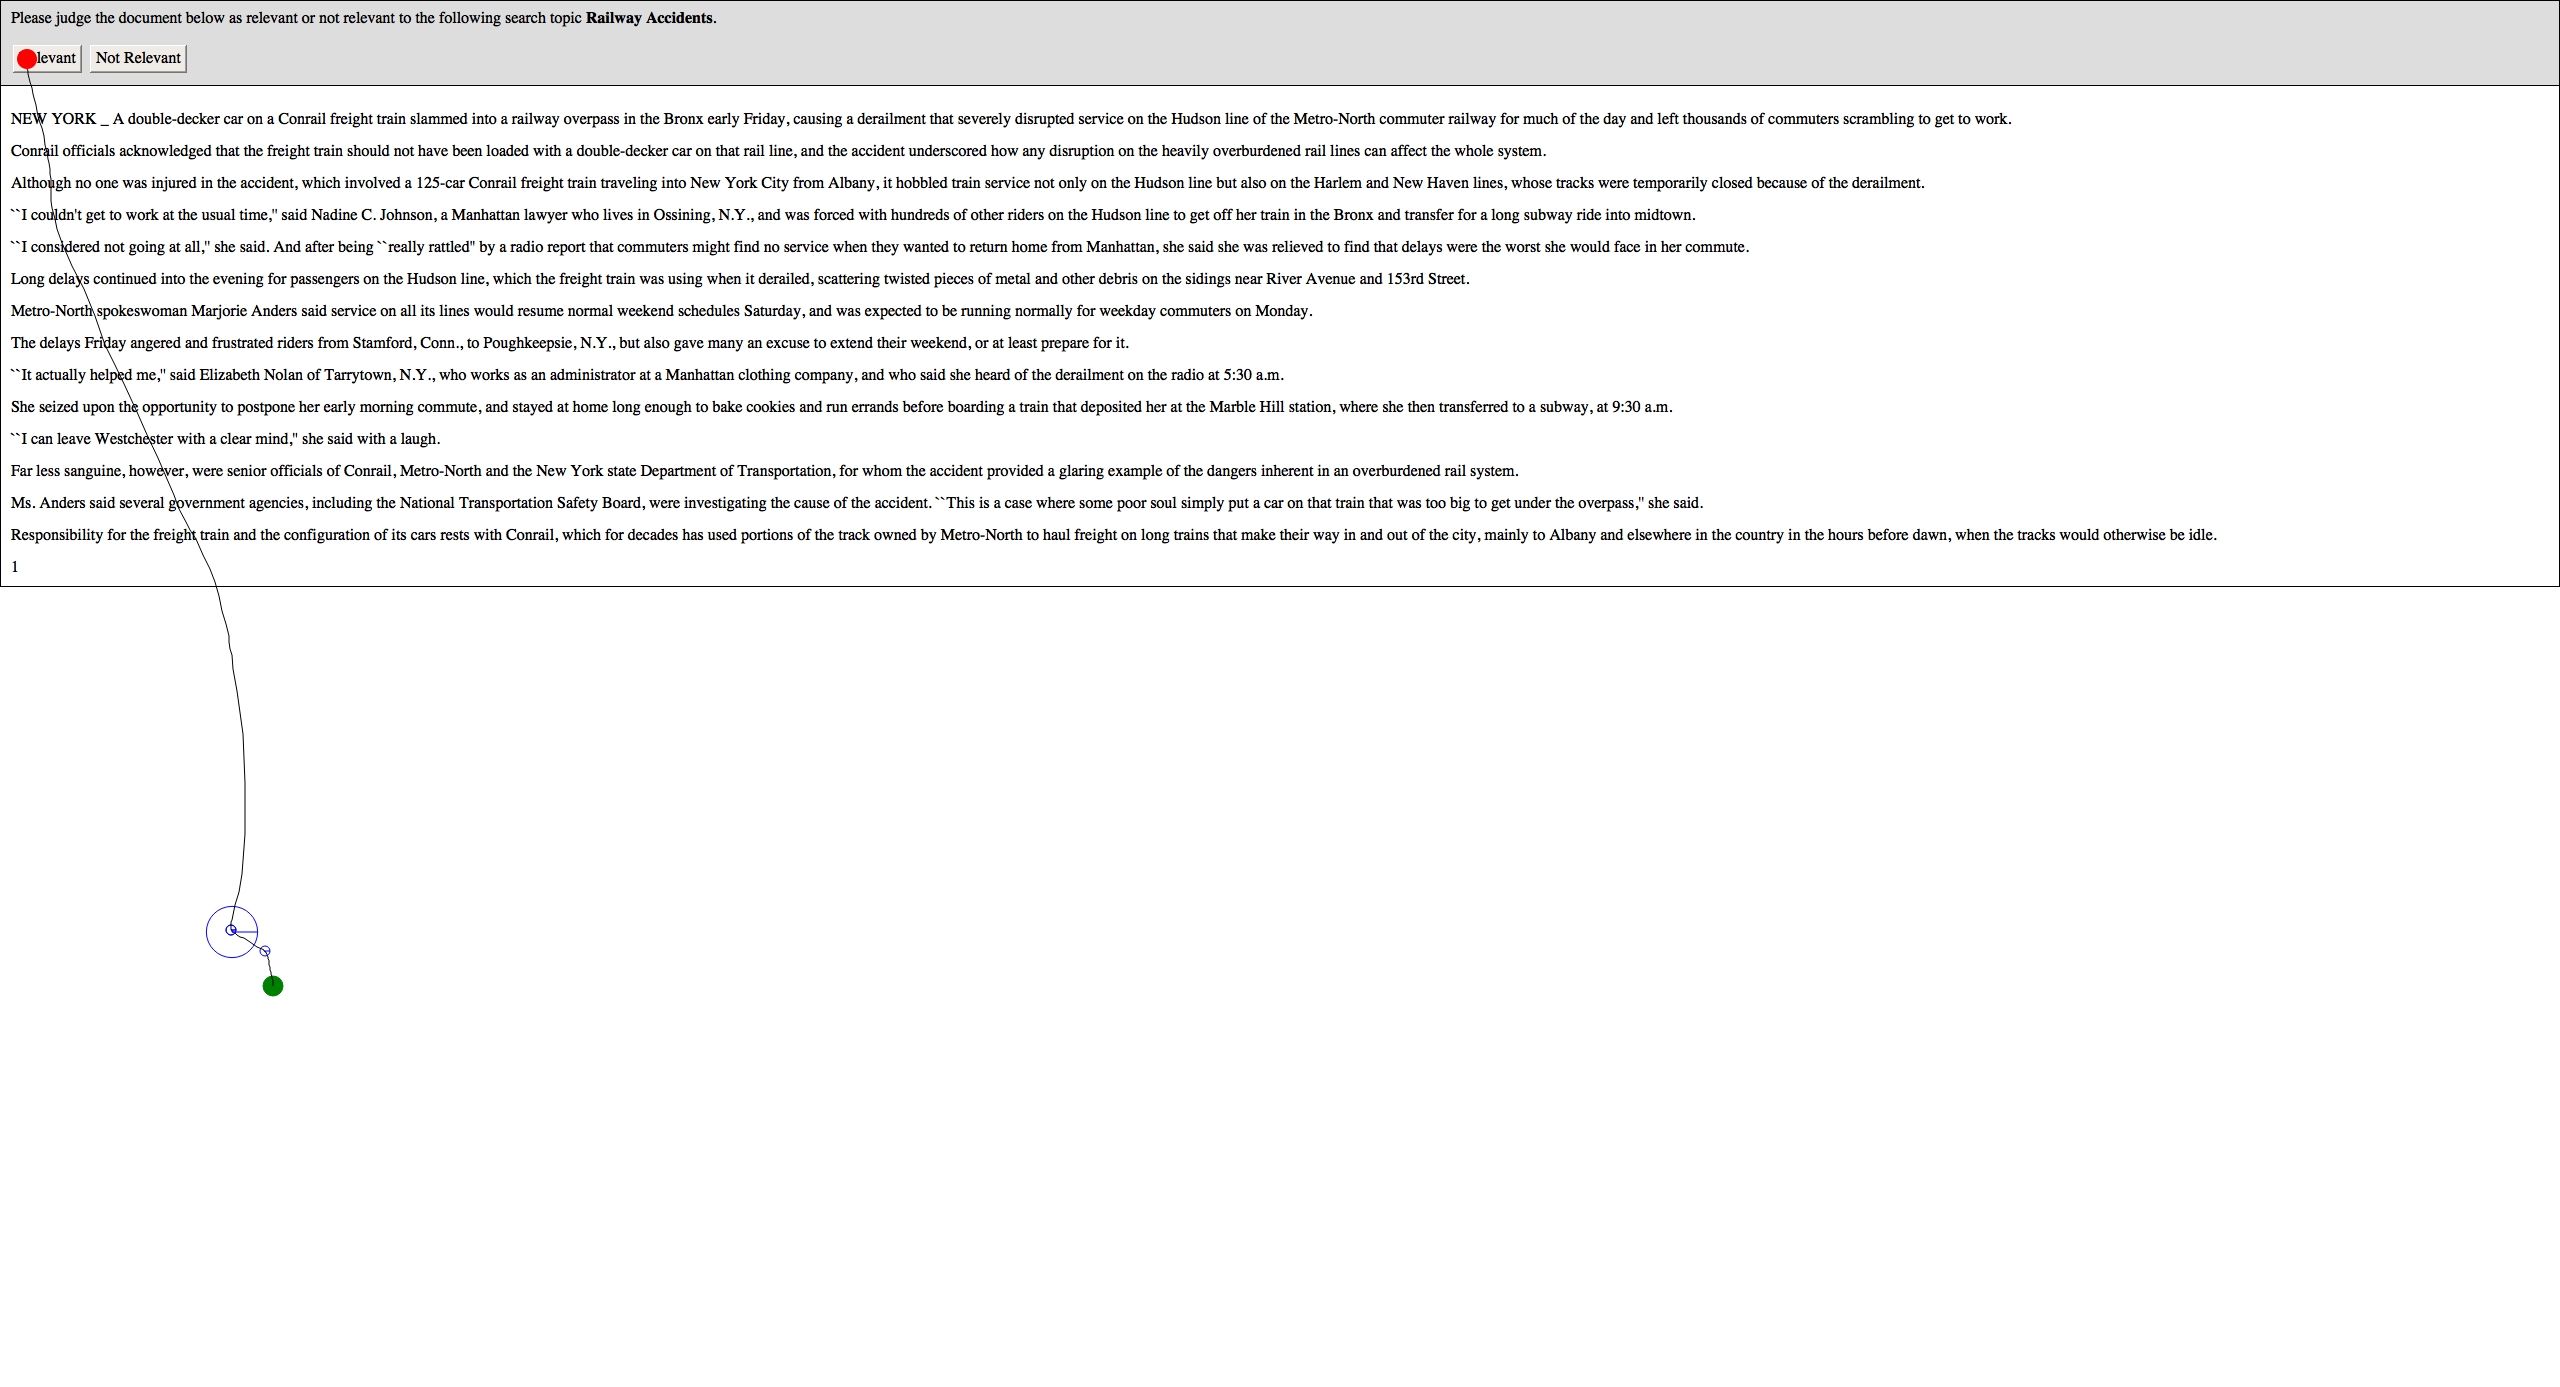 Please judge the document below as relevant or not relevant to the following search topic Railway Accidents.
levant Not Relevant
NEW YORK _ A double-decker car on a Conrail freight train slammed into a railway overpass in the Bronx early Friday, causing a derailment that severely disrupted service on the Hudson line of the Metro-North commuter railway for much of the day and left thousands of commuters scrambling to get to work.
Conrail officials acknowledged that the freight train should not have been loaded with a double-decker car on that rail line, and the accident underscored how any disruption on the heavily overburdened rail lines can affect the whole system.
Although no one was injured in the accident, which involved a 125-car Conrail freight train traveling into New York City from Albany, it hobbled train service not only on the Hudson line but also on the Harlem and New Haven lines, whose tracks were temporarily closed because of the derailment.
``I couldn't get to work at the usual time,'' said Nadine C. Johnson, a Manhattan lawyer who lives in Ossining, N.Y., and was forced with hundreds of other riders on the Hudson line to get off her train in the Bronx and transfer for a long subway ride into midtown.
``I considered not going at all,'' she said. And after being ``really rattled'' by a radio report that commuters might find no service when they wanted to return home from Manhattan, she said she was relieved to find that delays were the worst she would face in her commute.
Long delays continued into the evening for passengers on the Hudson line, which the freight train was using when it derailed, scattering twisted pieces of metal and other debris on the sidings near River Avenue and 153rd Street.
Metro-North spokeswoman Marjorie Anders said service on all its lines would resume normal weekend schedules Saturday, and was expected to be running normally for weekday commuters on Monday.
The delays Friday angered and frustrated riders from Stamford, Conn., to Poughkeepsie, N.Y., but also gave many an excuse to extend their weekend, or at least prepare for it.
``It actually helped me,'' said Elizabeth Nolan of Tarrytown, N.Y., who works as an administrator at a Manhattan clothing company, and who said she heard of the derailment on the radio at 5:30 a.m.
She seized upon the opportunity to postpone her early morning commute, and stayed at home long enough to bake cookies and run errands before boarding a train that deposited her at the Marble Hill station, where she then transferred to a subway, at 9:30 a.m.
``I can leave Westchester with a clear mind,'' she said with a laugh.
Far less sanguine, however, were senior officials of Conrail, Metro-North and the New York state Department of Transportation, for whom the accident provided a glaring example of the dangers inherent in an overburdened rail system.
Ms. Anders said several government agencies, including the National Transportation Safety Board, were investigating the cause of the accident. ``This is a case where some poor soul simply put a car on that train that was too big to get under the overpass,'' she said.
Responsibility for the freight train and the configuration of its cars rests with Conrail, which for decades has used portions of the track owned by Metro-North to haul freight on long trains that make their way in and out of the city, mainly to Albany and elsewhere in the country in the hours before dawn, when the tracks would otherwise be idle.
1